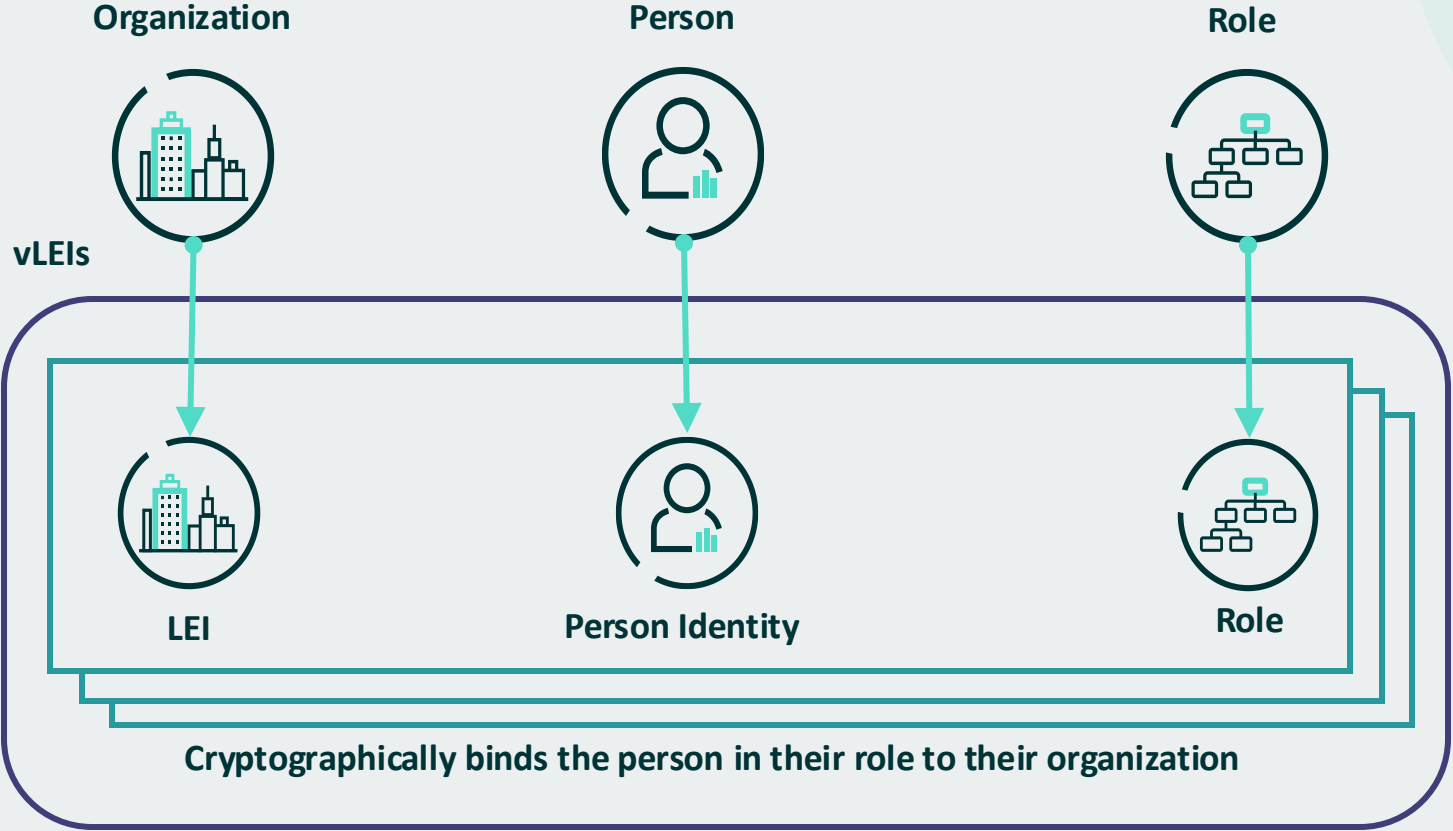 Organization
Person
Role
vLEIs
LEI
Person Identity
Role
Cryptographically binds the person in their role to their organization